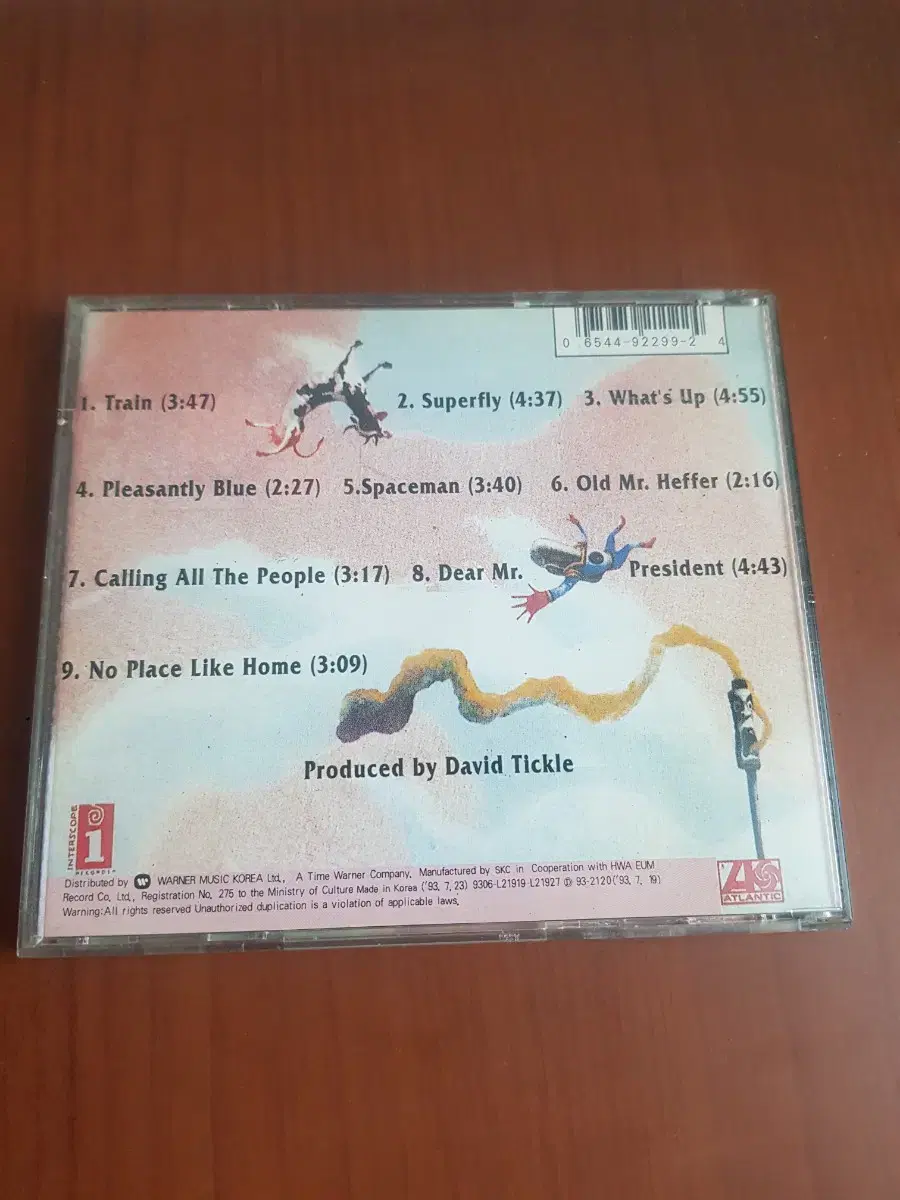 0 6544-92299-2 4
1. Train (3:47) 2. Superfly (4:37) 3. What's Up (4:55)
4. Pleasantly Blue (2:27) 5.Spaceman (3:40) 6. Old Mr. Heffer (2:16)
7. Calling All The People (3:17) 8. Dear Mr. President (4:43)
9. No Place Like Home (3:09)
Produced by David Tickle
INTERSCOPE
RECORDS
Distributed by WARNER MUSIC KOREA Ltd., A Time Warner Company. Manufactured by SKC in Cooperation with HWA EUM
Record Co. Ltd., Registration No. 275 to the Ministry of Culture Made in Korea ('93. 7. 23) 9306-L21919-L21927 ℗ 93-2120('93. 7. 19)
Warning:All rights reserved Unauthorized duplication is a violation of applicable laws.
ATLANTIC